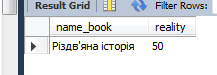 Result Grid Filter Rows:
name_book reality
Різдв'яна історія 50